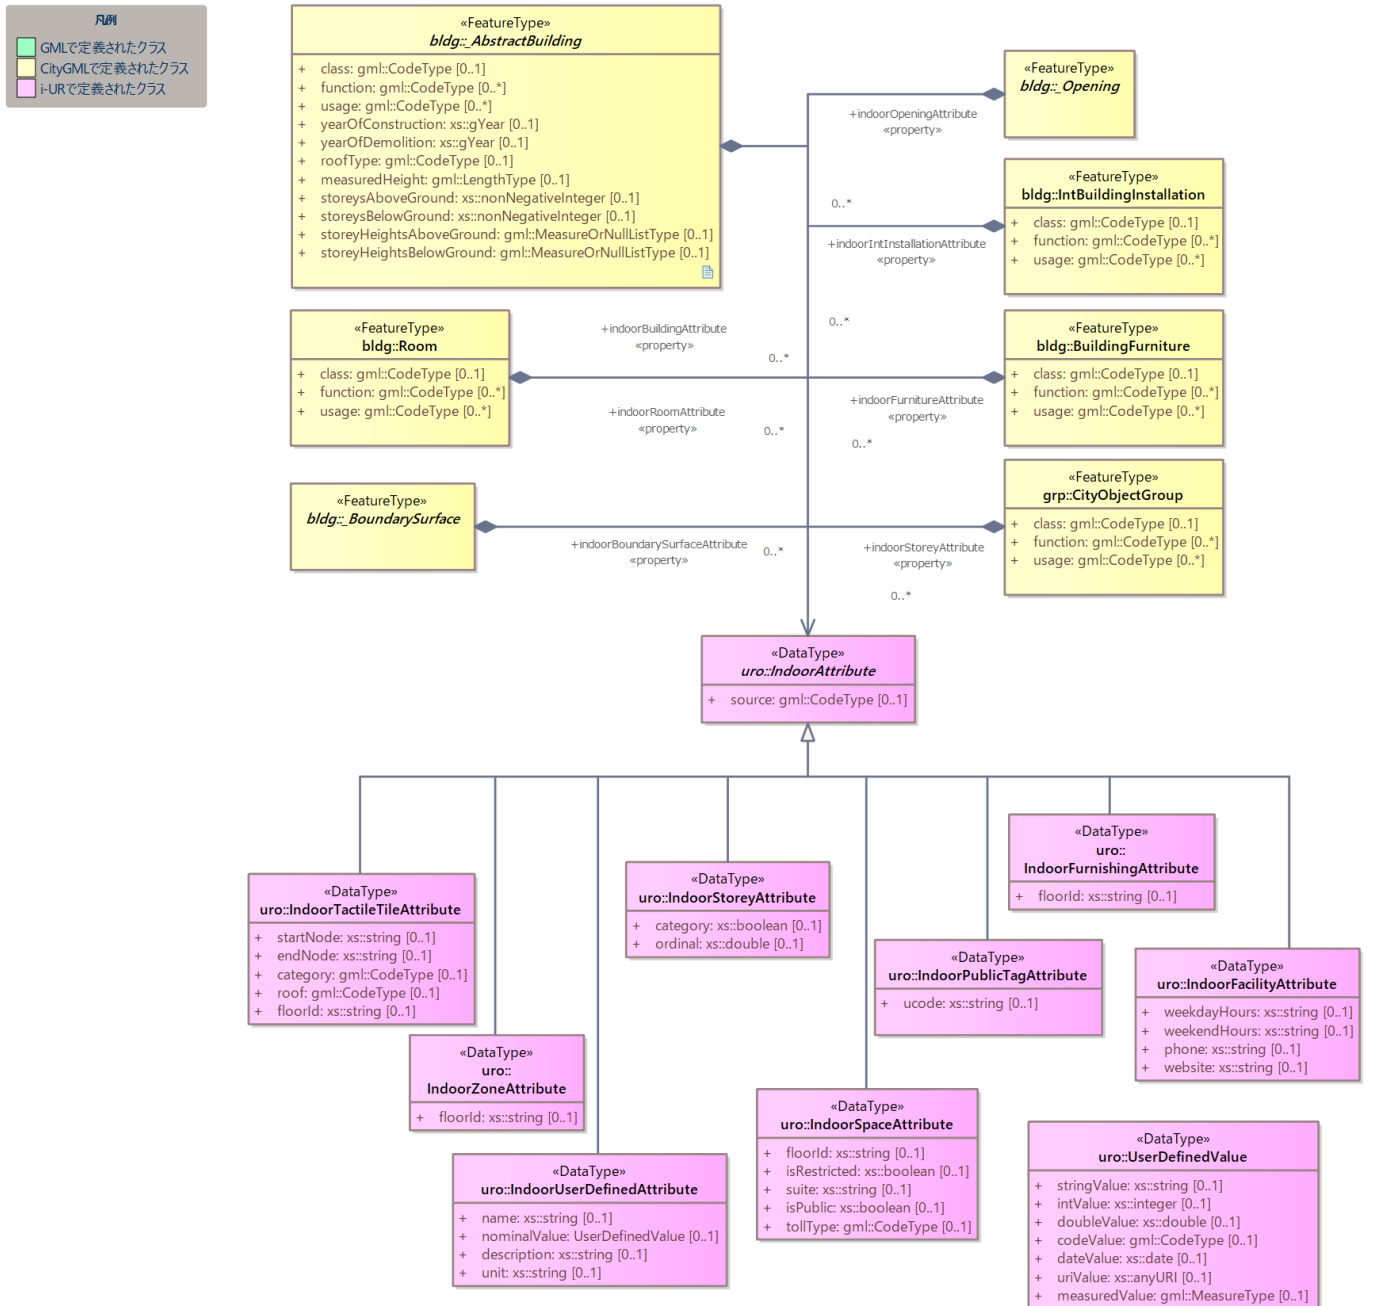 凡例
GMLで定義されたクラス
CityGMLで定義されたクラス
i-URで定義されたクラス
«FeatureType»
bldg::_AbstractBuilding
+ class: gml::CodeType [0..1]
+ function: gml::CodeType [0..*]
+ usage: gml::CodeType [0..*]
+ yearOfConstruction: xs::gYear [0..1]
+ yearOfDemolition: xs::gYear [0..1]
+ roofType: gml::CodeType [0..1]
+ measuredHeight: gml::LengthType [0..1]
+ storeysAboveGround: xs::nonNegativeInteger [0..1]
+ storeysBelowGround: xs::nonNegativeInteger [0..1]
+ storeyHeightsAboveGround: gml::MeasureOrNullListType [0..1]
+ storeyHeightsBelowGround: gml::MeasureOrNullListType [0..1]
«FeatureType»
bldg::_Opening
+indoorOpeningAttribute
«property»
0..*
«FeatureType»
bldg::IntBuildingInstallation
+ class: gml::CodeType [0..1]
+ function: gml::CodeType [0..*]
+ usage: gml::CodeType [0..*]
+indoorIntInstallationAttribute
«property»
0..*
+indoorBuildingAttribute
«property»
0..*
«FeatureType»
bldg::Room
+ class: gml::CodeType [0..1]
+ function: gml::CodeType [0..*]
+ usage: gml::CodeType [0..*]
+indoorRoomAttribute
«property»
0..*
«FeatureType»
bldg::BuildingFurniture
+ class: gml::CodeType [0..1]
+ function: gml::CodeType [0..*]
+ usage: gml::CodeType [0..*]
+indoorFurnitureAttribute
«property»
0..*
«FeatureType»
bldg::_BoundarySurface
+indoorBoundarySurfaceAttribute
«property»
0..*
«FeatureType»
grp::CityObjectGroup
+ class: gml::CodeType [0..1]
+ function: gml::CodeType [0..*]
+ usage: gml::CodeType [0..*]
+indoorStoreyAttribute
«property»
0..*
«DataType»
uro::IndoorAttribute
+ source: gml::CodeType [0..1]
«DataType»
uro::IndoorTactileTileAttribute
+ startNode: xs::string [0..1]
+ endNode: xs::string [0..1]
+ category: gml::CodeType [0..1]
+ roof: gml::CodeType [0..1]
+ floorId: xs::string [0..1]
«DataType»
uro::
IndoorZoneAttribute
+ floorId: xs::string [0..1]
«DataType»
uro::IndoorUserDefinedAttribute
+ name: xs::string [0..1]
+ nominalValue: UserDefinedValue [0..1]
+ description: xs::string [0..1]
+ unit: xs::string [0..1]
«DataType»
uro::IndoorStoreyAttribute
+ category: xs::boolean [0..1]
+ ordinal: xs::double [0..1]
«DataType»
uro::IndoorSpaceAttribute
+ floorId: xs::string [0..1]
+ isRestricted: xs::boolean [0..1]
+ suite: xs::string [0..1]
+ isPublic: xs::boolean [0..1]
+ tollType: gml::CodeType [0..1]
«DataType»
uro::IndoorPublicTagAttribute
+ ucode: xs::string [0..1]
«DataType»
uro::
IndoorFurnishingAttribute
+ floorId: xs::string [0..1]
«DataType»
uro::IndoorFacilityAttribute
+ weekdayHours: xs::string [0..1]
+ weekendHours: xs::string [0..1]
+ phone: xs::string [0..1]
+ website: xs::string [0..1]
«DataType»
uro::UserDefinedValue
+ stringValue: xs::string [0..1]
+ intValue: xs::integer [0..1]
+ doubleValue: xs::double [0..1]
+ codeValue: gml::CodeType [0..1]
+ dateValue: xs::date [0..1]
+ uriValue: xs::anyURI [0..1]
+ measuredValue: gml::MeasureType [0..1]